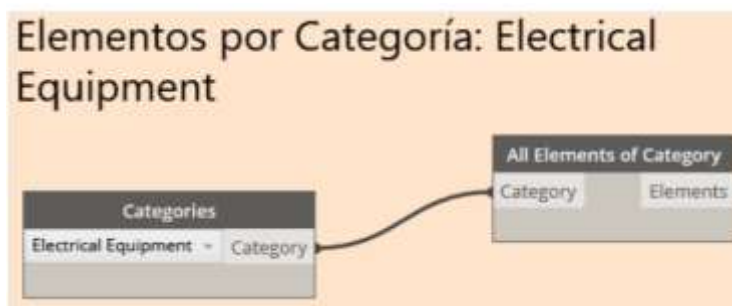 Elementos por Categoría: Electrical
Equipment
All Elements of Category
Category Elements
Categories
Electrical Equipment Category